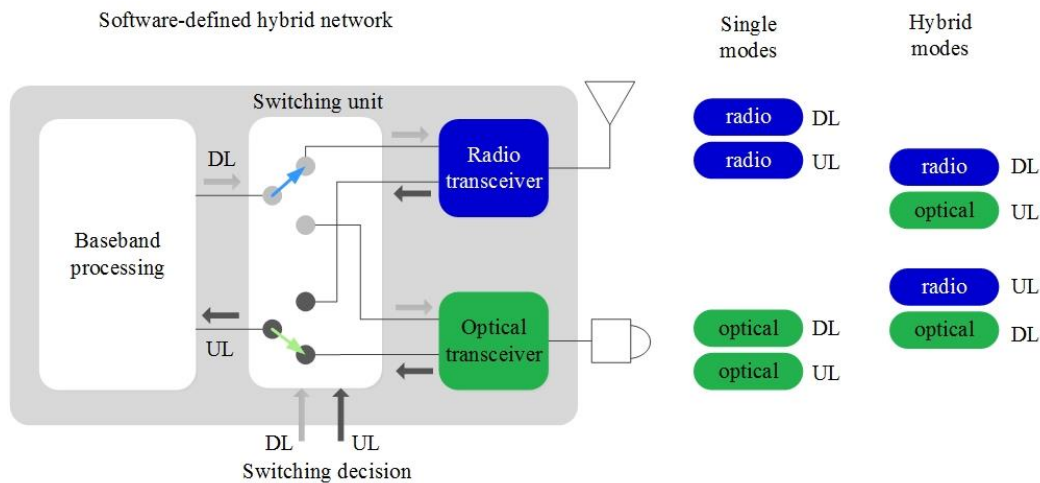 Software-defined hybrid network
Single
modes
Hybrid
modes
Switching unit
DL
Baseband
processing
UL
Radio
transceiver
Optical
transceiver
DL
UL
Switching decision
radio DL
radio UL
optical DL
optical UL
radio DL
optical UL
radio UL
optical DL